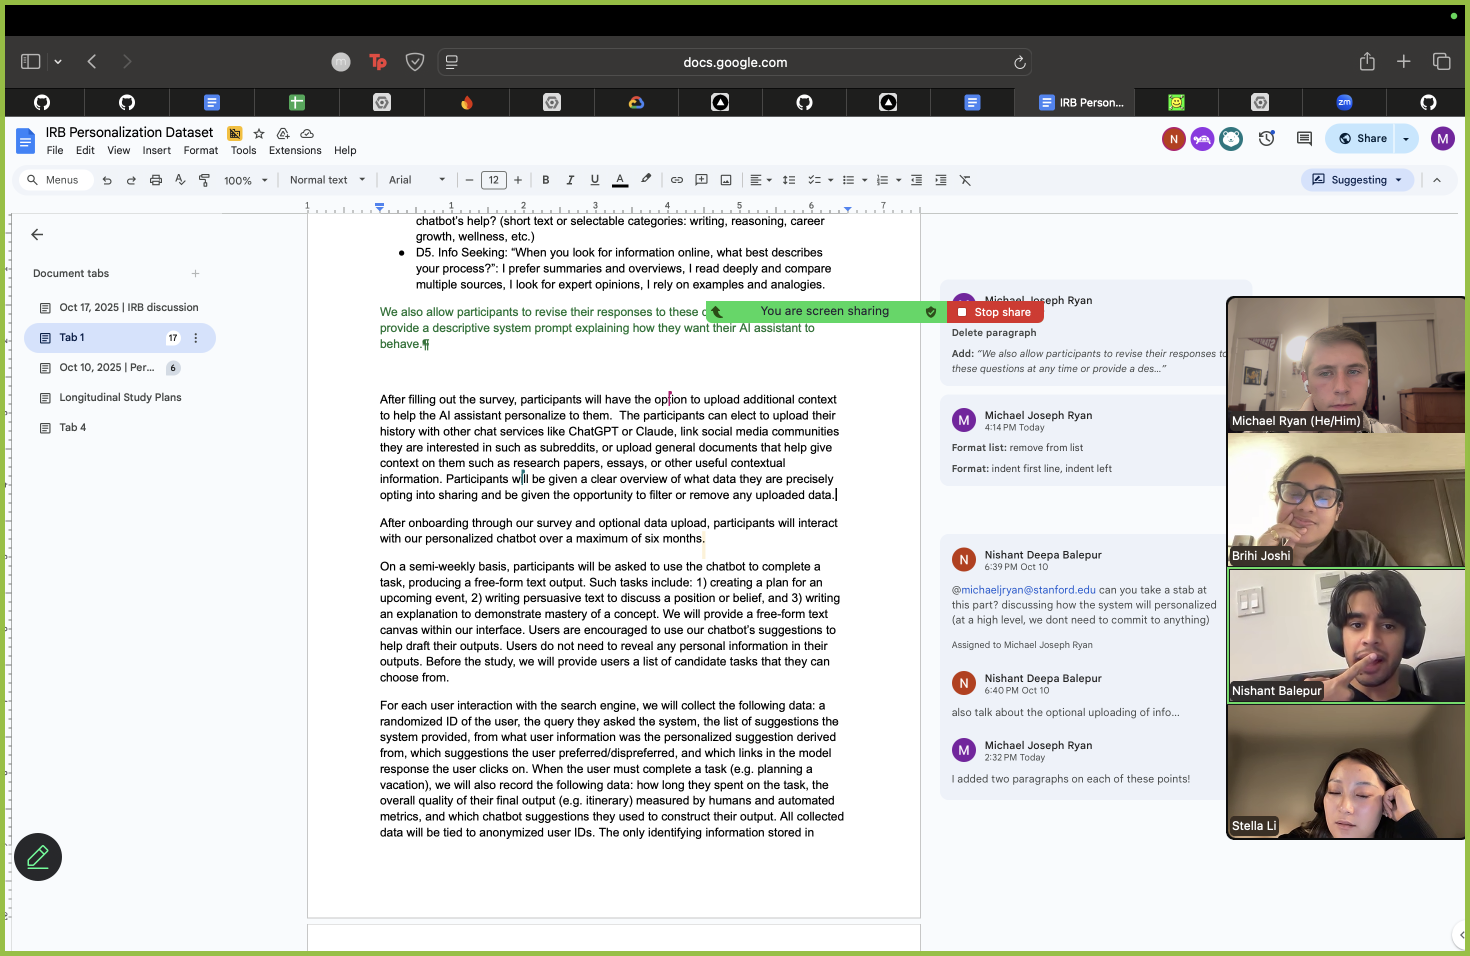 docs.google.com
IRB Person...
IRB Personalization Dataset
File Edit View Insert Format Tools Extensions Help
Share
Menus
100%
Normal text
Arial
12
Suggesting
1 1 2 3 4 5 6 7
Document tabs
Oct 17, 2025 | IRB discussion
Tab 1 17
Oct 10, 2025 | Per... 6
Longitudinal Study Plans
Tab 4
chatbot's help? (short text or selectable categories: writing, reasoning, career
growth, wellness, etc.)
● D5. Info Seeking: “When you look for information online, what best describes
your process?”: I prefer summaries and overviews, I read deeply and compare
multiple sources, I look for expert opinions, I rely on examples and analogies.
We also allow participants to revise their responses to these
provide a descriptive system prompt explaining how they want their AI assistant to
behave.¶
You are screen sharing
Stop share
After filling out the survey, participants will have the option to upload additional context
to help the AI assistant personalize to them.  The participants can elect to upload their
history with other chat services like ChatGPT or Claude, link social media communities
they are interested in such as subreddits, or upload general documents that help give
context on them such as research papers, essays, or other useful contextual
information. Participants will be given a clear overview of what data they are precisely
opting into sharing and be given the opportunity to filter or remove any uploaded data.
After onboarding through our survey and optional data upload, participants will interact
with our personalized chatbot over a maximum of six months.
On a semi-weekly basis, participants will be asked to use the chatbot to complete a
task, producing a free-form text output. Such tasks include: 1) creating a plan for an
upcoming event, 2) writing persuasive text to discuss a position or belief, and 3) writing
an explanation to demonstrate mastery of a concept. We will provide a free-form text
canvas within our interface. Users are encouraged to use our chatbot's suggestions to
help draft their outputs. Users do not need to reveal any personal information in their
outputs. Before the study, we will provide users a list of candidate tasks that they can
choose from.
For each user interaction with the search engine, we will collect the following data: a
randomized ID of the user, the query they asked the system, the list of suggestions the
system provided, from what user information was the personalized suggestion derived
from, which suggestions the user preferred/dispreferred, and which links in the model
response the user clicks on. When the user must complete a task (e.g. planning a
vacation), we will also record the following data: how long they spent on the task, the
overall quality of their final output (e.g. itinerary) measured by humans and automated
metrics, and which chatbot suggestions they used to construct their output. All collected
data will be tied to anonymized user IDs. The only identifying information stored in
Michael Joseph Ryan
Delete paragraph
Add: “We also allow participants to revise their responses to
these questions at any time or provide a des...”
Michael Joseph Ryan
4:14 PM Today
Format list: remove from list
Format: indent first line, indent left
Nishant Deepa Balepur
6:39 PM Oct 10
@michaeljryan@stanford.edu can you take a stab at
this part? discussing how the system will personalized
(at a high level, we dont need to commit to anything)
Assigned to Michael Joseph Ryan
Nishant Deepa Balepur
6:40 PM Oct 10
also talk about the optional uploading of info...
Michael Joseph Ryan
2:32 PM Today
I added two paragraphs on each of these points!
Michael Ryan (He/Him)
Brihi Joshi
Nishant Balepur
Stella Li